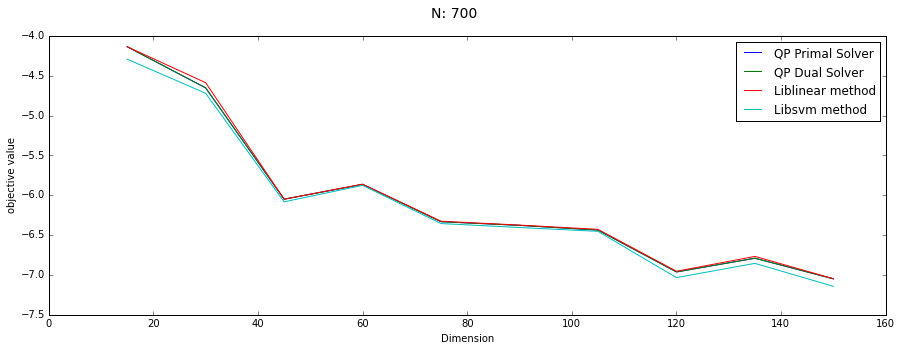 N: 700
−4.0
−4.5
−5.0
−5.5
−6.0
−6.5
−7.0
−7.5
objective value
QP Primal Solver
QP Dual Solver
Liblinear method
Libsvm method
0 20 40 60 80 100 120 140 160
Dimension